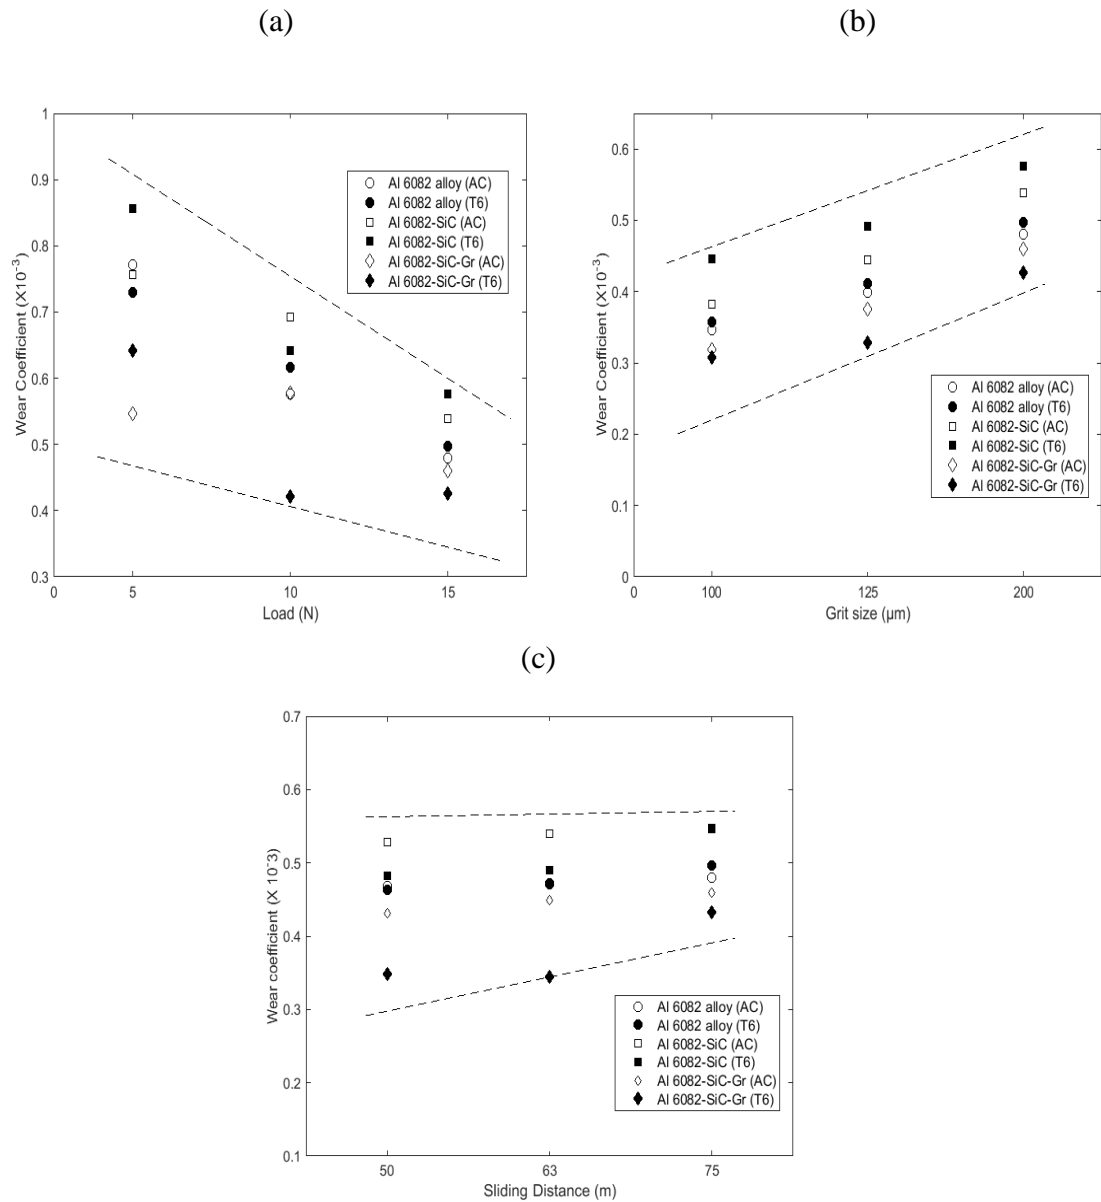 (a)
(b)
1
0.9
0.8
0.7
0.6
0.5
0.4
0.3
0
5
10
15
Wear Coefficient (X10⁻³)
Load (N)
Al 6082 alloy (AC)
Al 6082 alloy (T6)
Al 6082-SiC (AC)
Al 6082-SiC (T6)
Al 6082-SiC-Gr (AC)
Al 6082-SiC-Gr (T6)
0.6
0.5
0.4
0.3
0.2
0
0
100
125
200
Wear Coefficient (X10⁻³)
Grit size (µm)
Al 6082 alloy (AC)
Al 6082 alloy (T6)
Al 6082-SiC (AC)
Al 6082-SiC (T6)
Al 6082-SiC-Gr (AC)
Al 6082-SiC-Gr (T6)
(c)
0.7
0.6
0.5
0.4
0.3
0.2
0.1
50
63
75
Wear coefficient (X 10⁻3)
Sliding Distance (m)
Al 6082 alloy (AC)
Al 6082 alloy (T6)
Al 6082-SiC (AC)
Al 6082-SiC (T6)
Al 6082-SiC-Gr (AC)
Al 6082-SiC-Gr (T6)